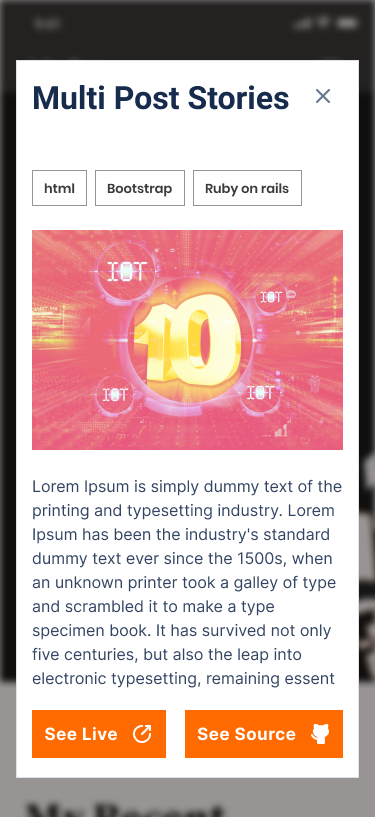 9:41
Multi Post Stories
html
Bootstrap
Ruby on rails
IOT
IOT
10
IOT
IOT
Lorem Ipsum is simply dummy text of the
printing and typesetting industry. Lorem
Ipsum has been the industry's standard
dummy text ever since the 1500s, when
an unknown printer took a galley of type
and scrambled it to make a type
specimen book. It has survived not only
five centuries, but also the leap into
electronic typesetting, remaining essent
See Live
See Source
My Recent